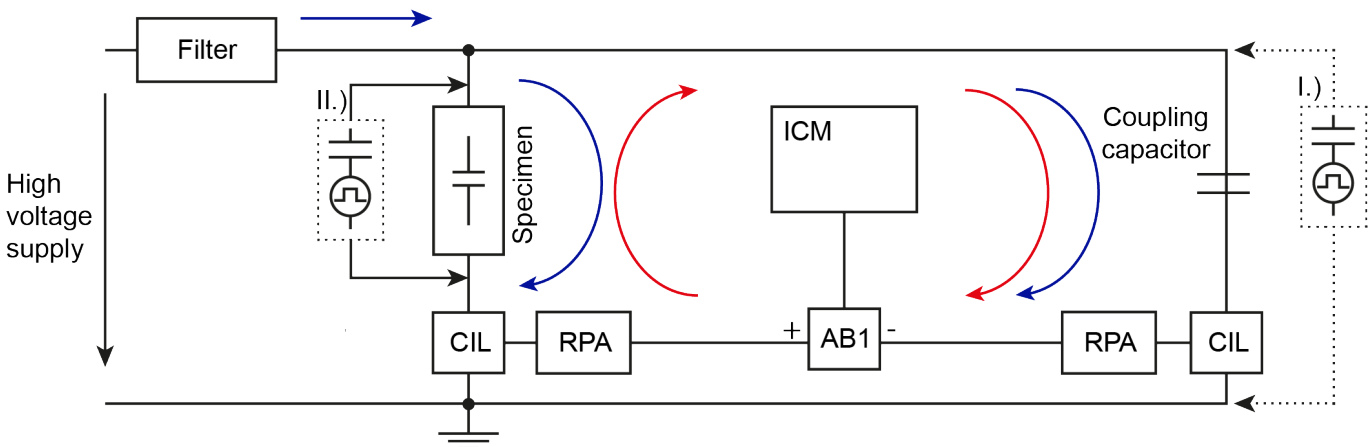 Filter
II.)
I.)
High
voltage
supply
Specimen
ICM
Coupling
capacitor
CIL
RPA
+
AB1
-
RPA
CIL